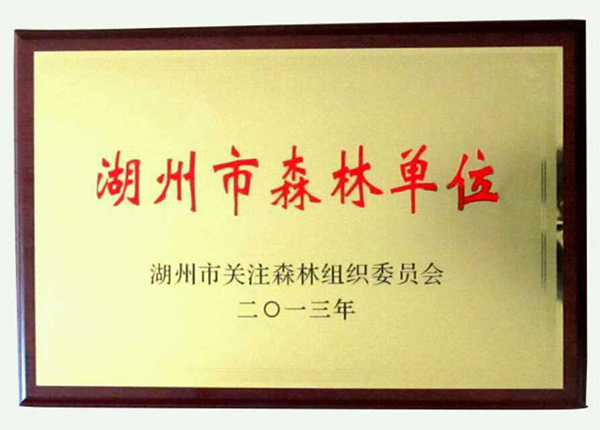 湖州市森林单位
湖州市关注森林组织委员会
二〇一三年